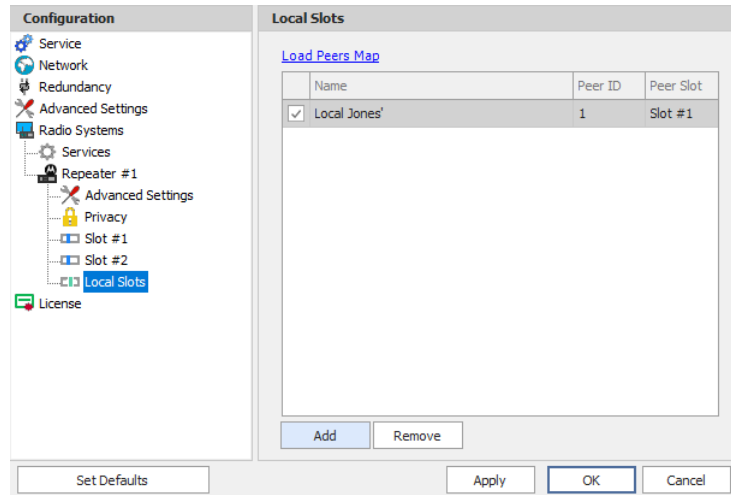 Configuration
Service
Network
Redundancy
Advanced Settings
Radio Systems
Services
Repeater #1
Advanced Settings
Privacy
Slot #1
Slot #2
Local Slots
License
Local Slots
Load Peers Map
Name Peer ID Peer Slot
Local Jones' 1 Slot #1
Add Remove
Set Defaults Apply OK Cancel